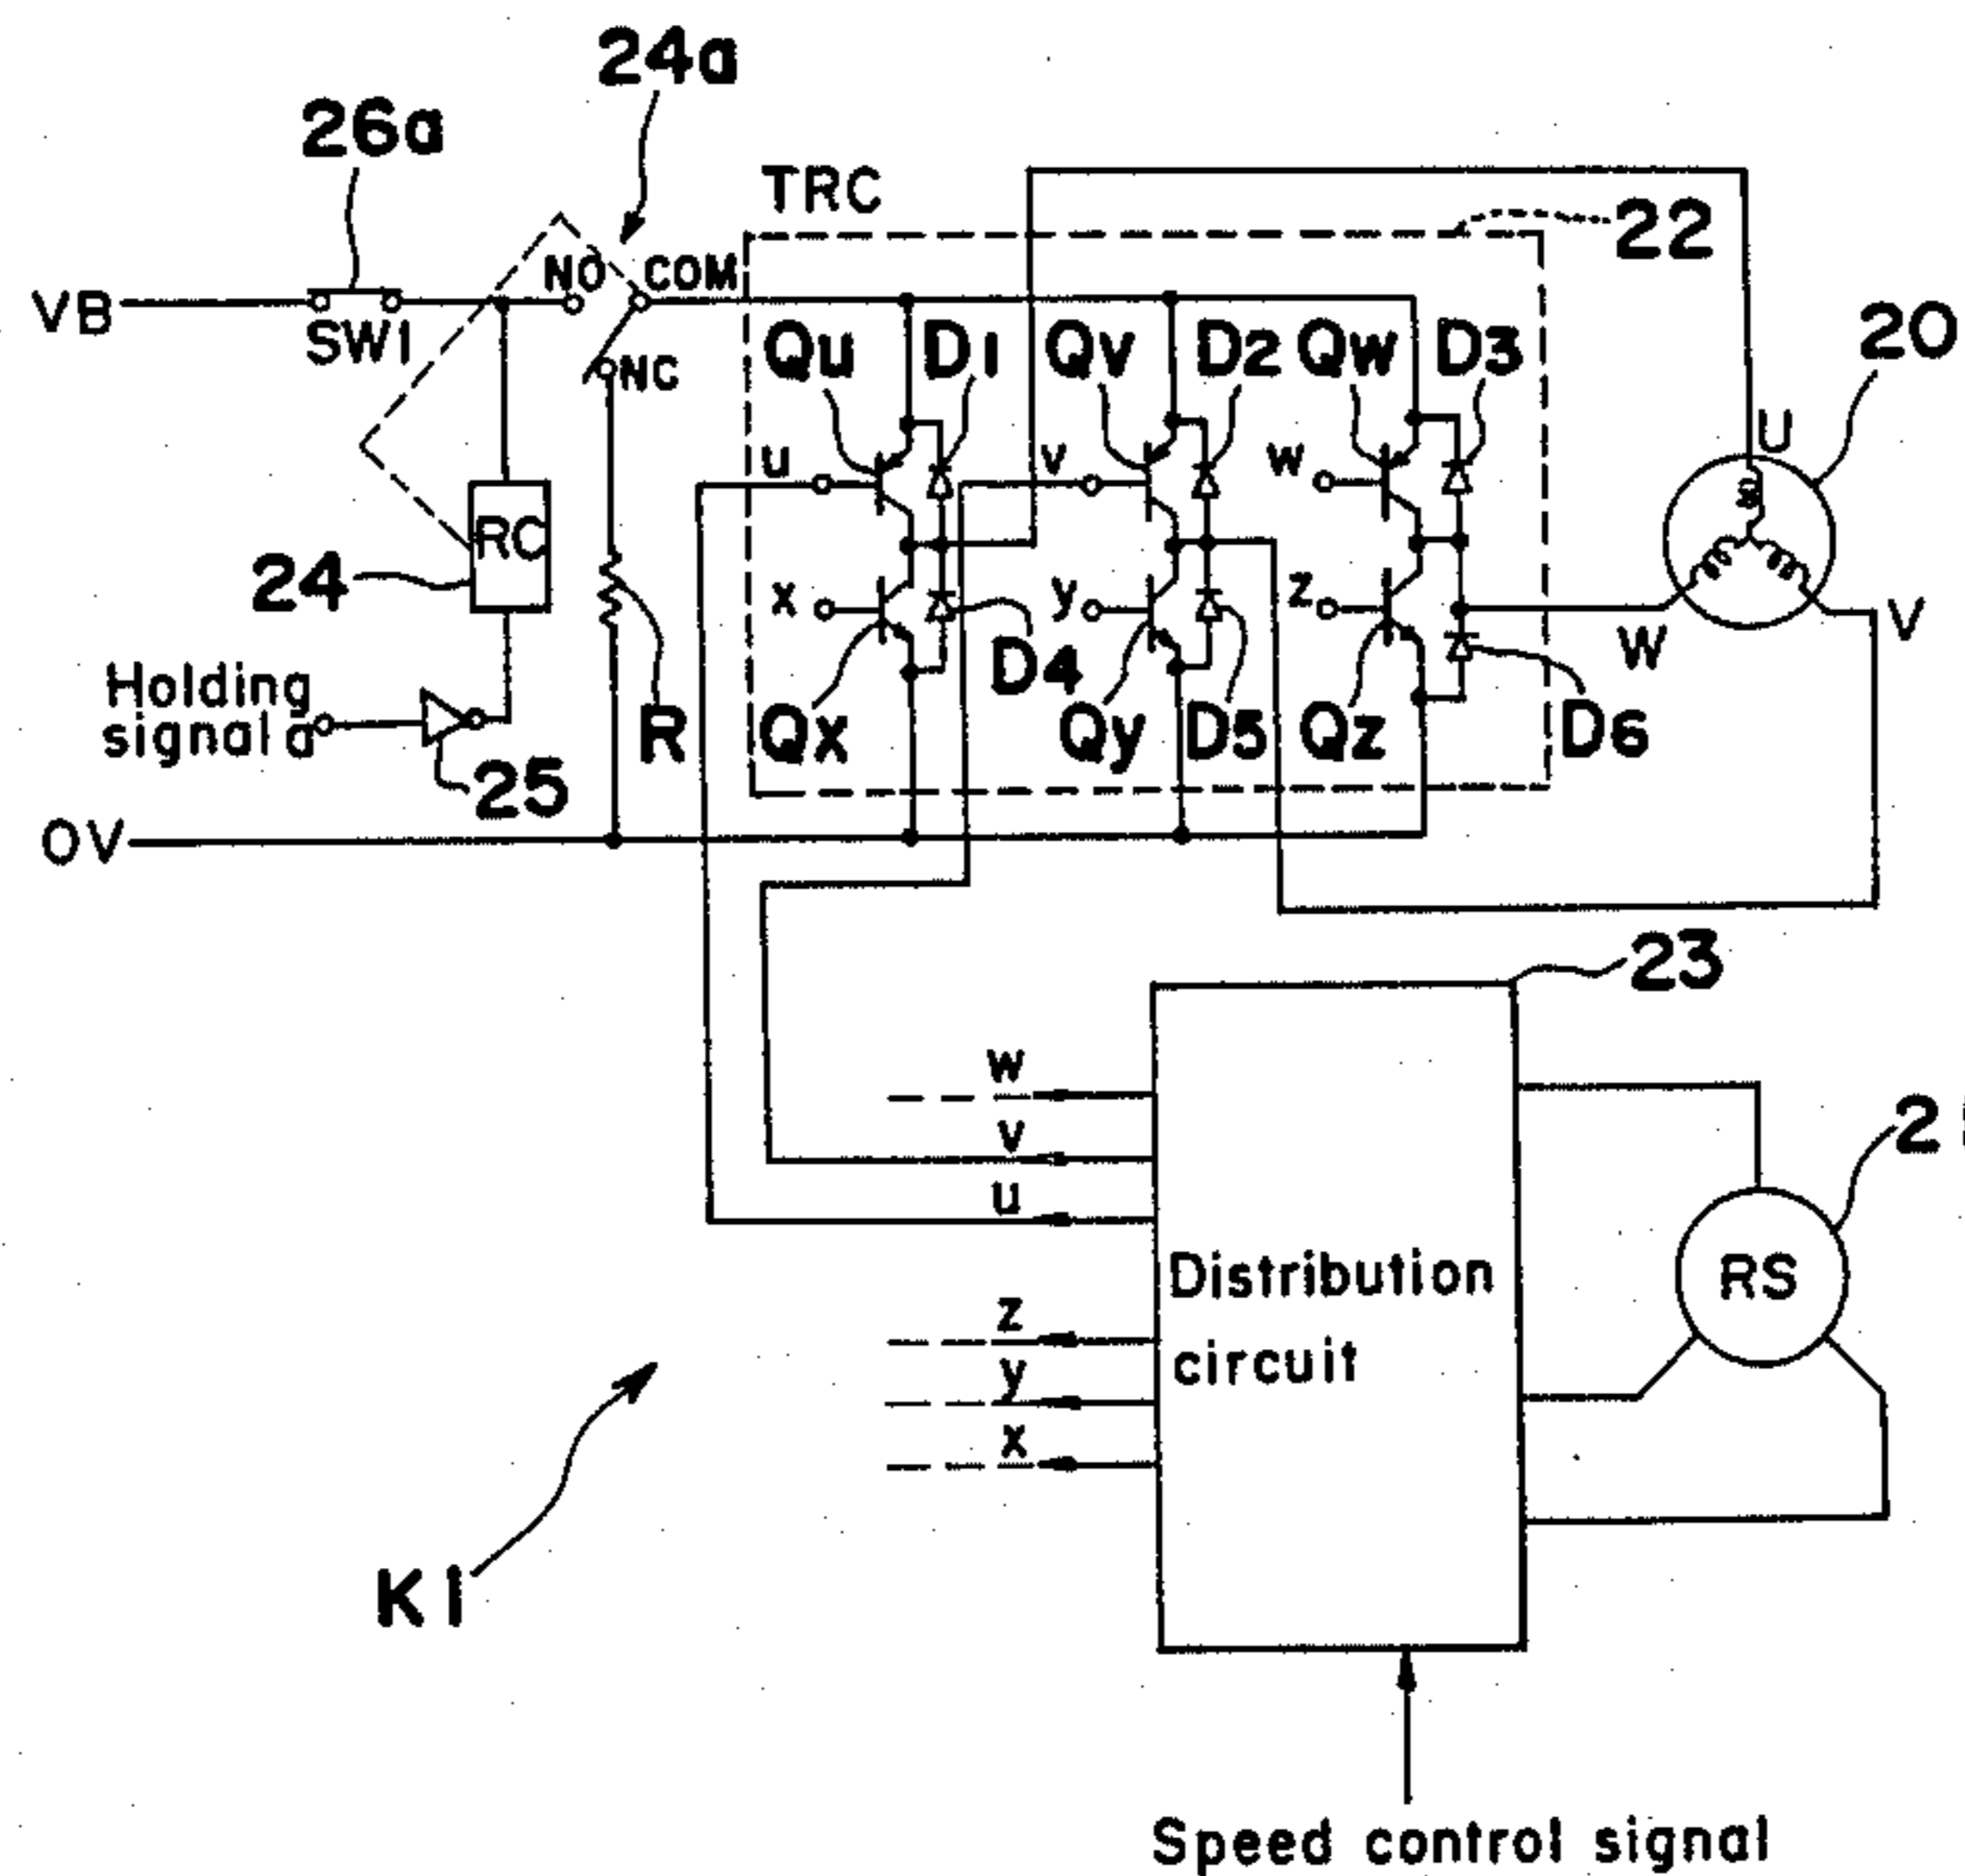 24a
26a
TRC
22
NO COM
VB
SW1
NC
Qu D1 Qv D2 Qw D3
20
U
u v w
RC
24
x y z
W V
Holding
signal a
R
D4
Qx Qy D5 Qz D6
25
0V
23
w
v
u
2
RS
Distribution
circuit
z
y
x
K1
Speed control signal